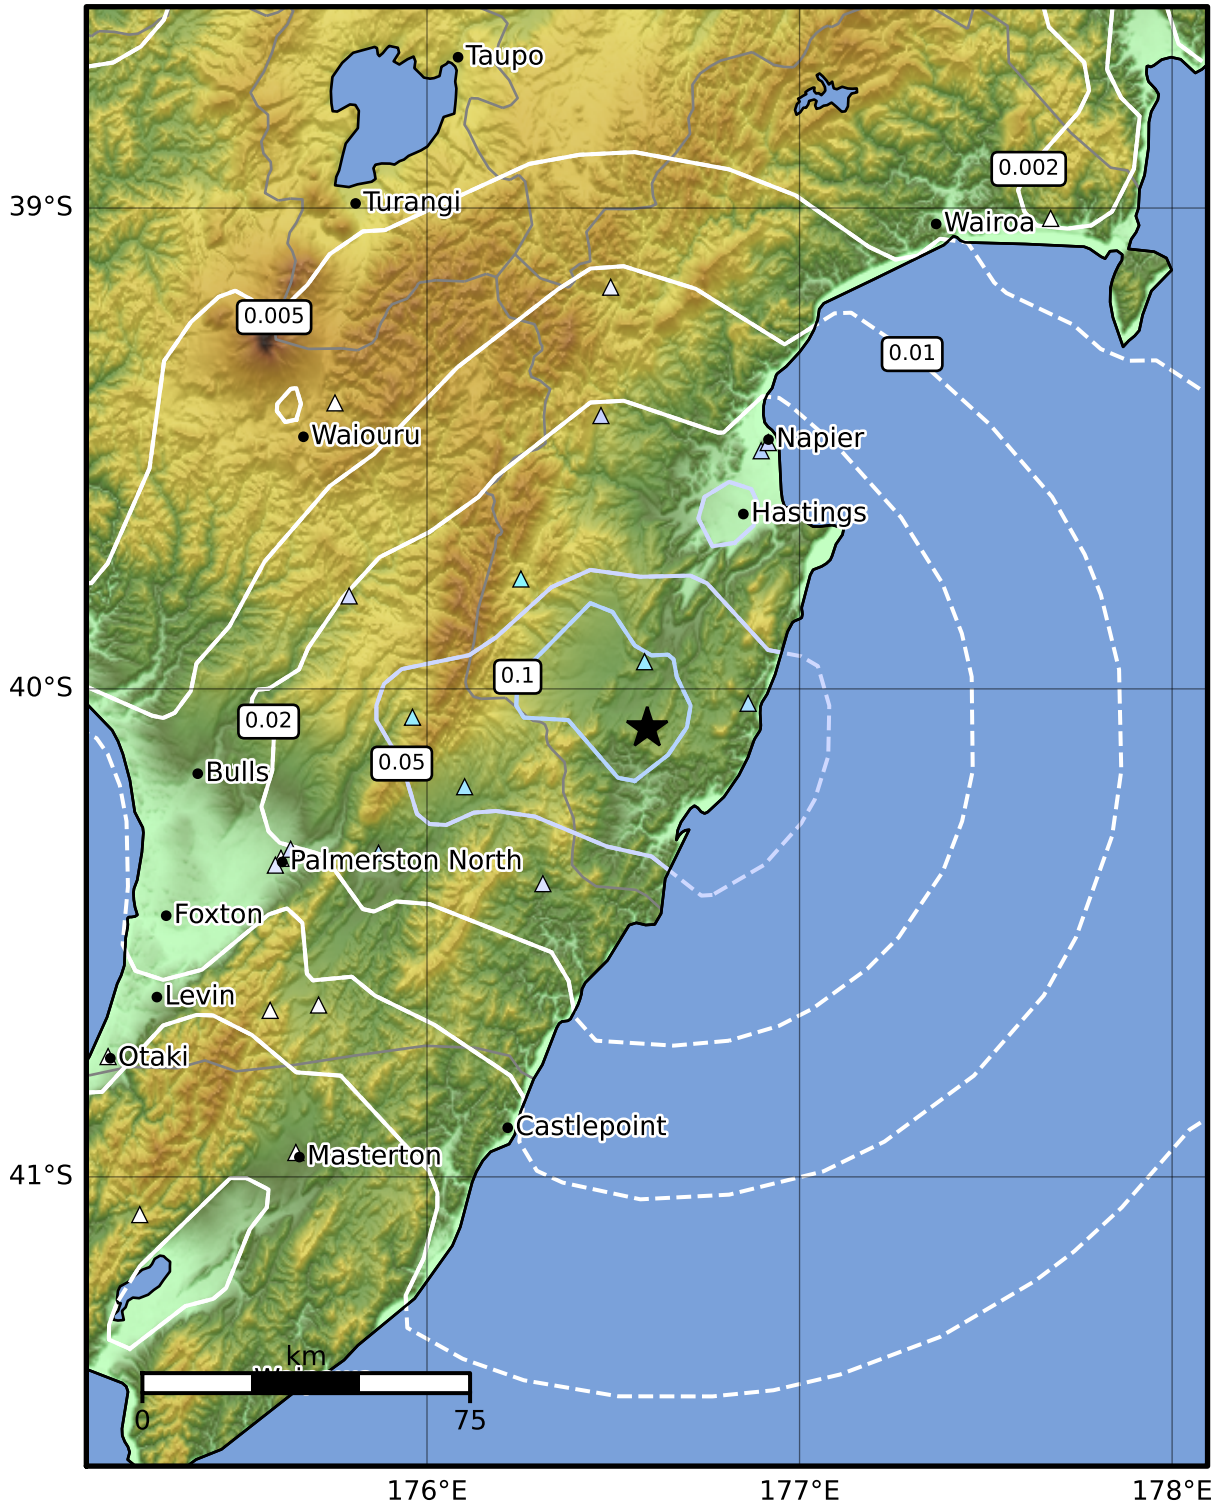 Taupo
0.002
39°S
Turangi
Wairoa
0.005
0.01
Waiouru
Napier
Hastings
0.1
40°S
0.02
0.05
Bulls
Palmerston North
Foxton
Levin
Otaki
Castlepoint
Masterton
41°S
km
0
75
176°E
177°E
178°E